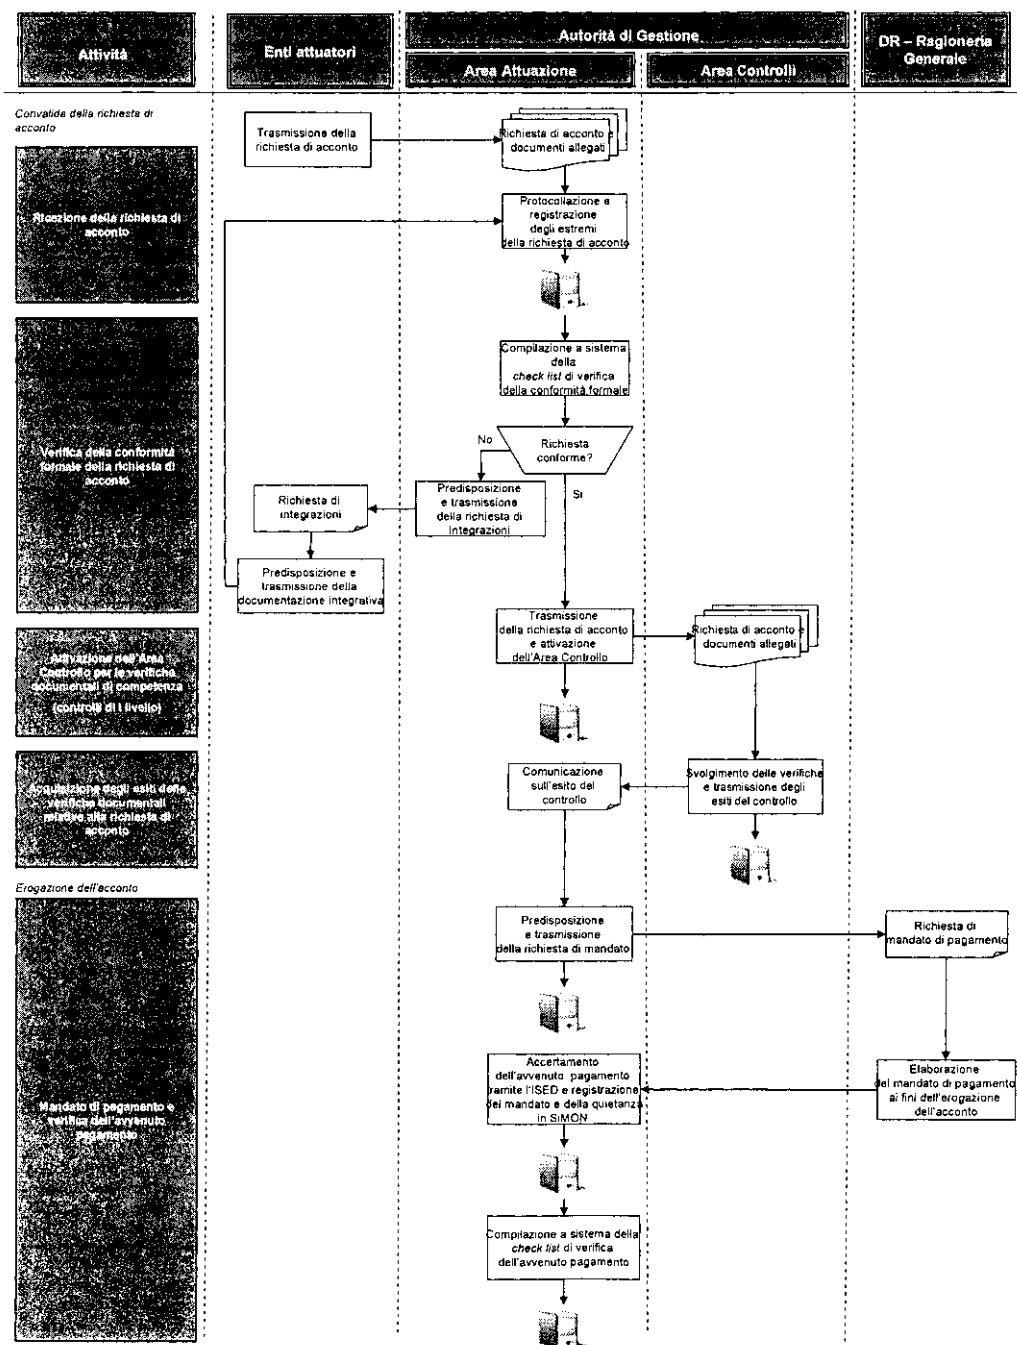 Attività
Enti attuatori
Autorità di Gestione
Area Attuazione
Area Controlli
DR – Ragioneria
Generale
Convalida della richiesta di
acconto
Trasmissione della
richiesta di acconto
Richiesta di acconto e
documenti allegati
Ricezione della richiesta di
acconto
Protocollazione e
registrazione
degli estremi
della richiesta di acconto
Compilazione a sistema
della
check list di verifica
della conformità formale
Verifica della conformità
formale della richiesta di
acconto
Richiesta
conforme?
No
Si
Predisposizione
e trasmissione
della richiesta di
Integrazioni
Richiesta di
integrazioni
Predisposizione e
trasmissione della
documentazione integrativa
Attivazione dell'Area
Controllo per le verifiche
documentali di competenza
(controlli di I livello)
Trasmissione
della richiesta di acconto
e attivazione
dell'Area Controllo
Richiesta di acconto e
documenti allegati
Acquisizione degli esiti delle
verifiche documentali
relative alla richiesta di
acconto
Comunicazione
sull'esito del
controllo
Svolgimento delle verifiche
e trasmissione degli
esiti del controllo
Erogazione dell'acconto
Predisposizione
e trasmissione
della richiesta di mandato
Richiesta di
mandato di pagamento
Mandato di pagamento e
verifica dell'avvenuto
pagamento
Accertamento
dell'avvenuto pagamento
tramite l'ISED e registrazione
del mandato e della quietanza
in SiMON
Elaborazione
del mandato di pagamento
ai fini dell'erogazione
dell'acconto
Compilazione a sistema della
check list di verifica
dell'avvenuto pagamento